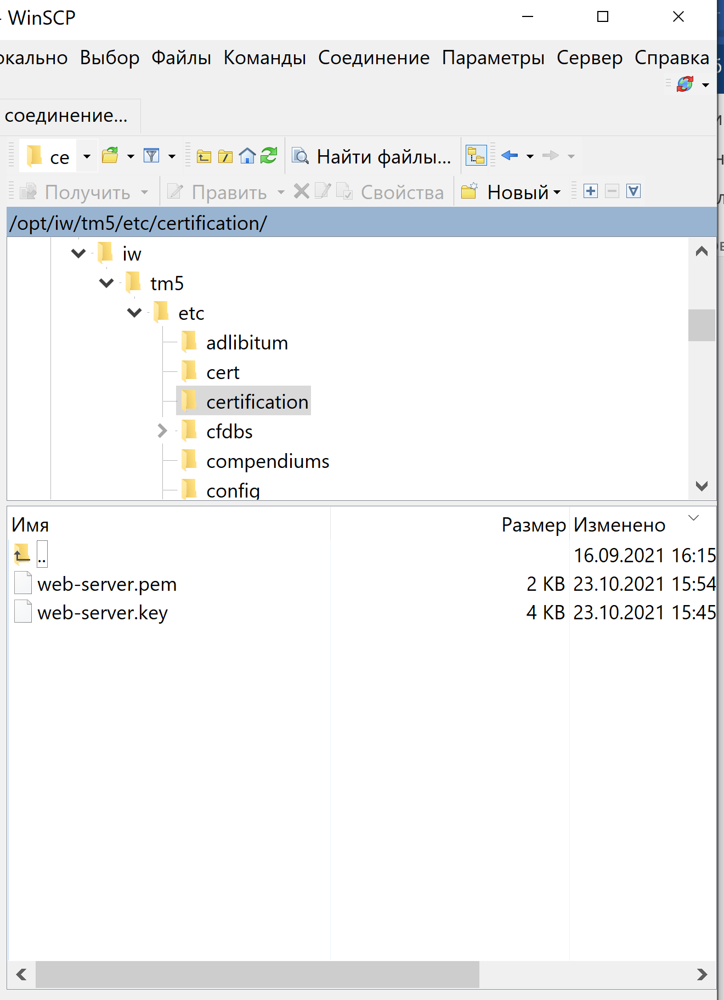 - WinSCP
окально Выбор Файлы Команды Соединение Параметры Сервер Справка
соединение...
ce Найти файлы...
Получить Править Свойства Новый
/opt/iw/tm5/etc/certification/
iw
tm5
etc
adlibitum
cert
certification
cfdbs
compendiums
config
Имя Размер Изменено
.. 16.09.2021 16:15
web-server.pem 2 KB 23.10.2021 15:54
web-server.key 4 KB 23.10.2021 15:45